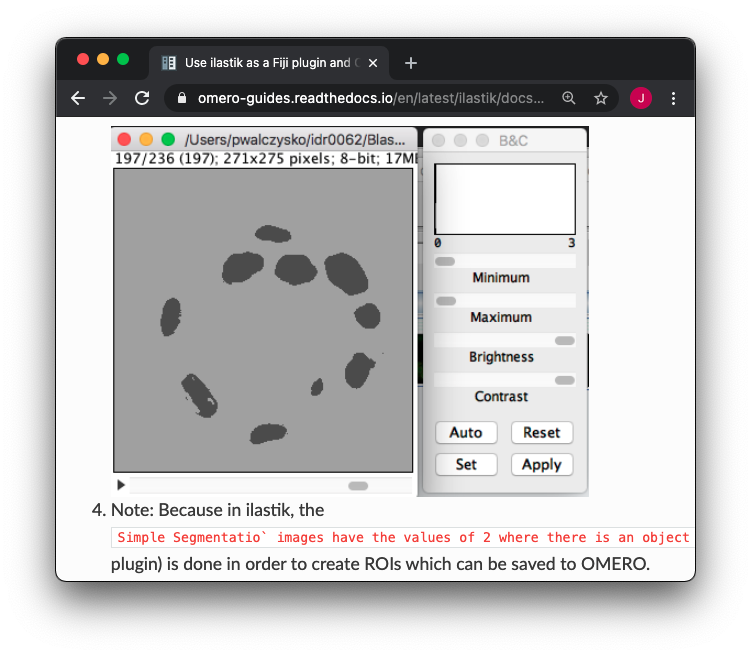 Use ilastik as a Fiji plugin and
omero-guides.readthedocs.io/en/latest/ilastik/docs...
J
/Users/pwalczysko/idr0062/Blas...
197/236 (197); 271x275 pixels; 8-bit; 17M
B&C
0 3
Minimum
Maximum
Brightness
Contrast
Auto Reset
Set Apply
4. Note: Because in ilastik, the
Simple Segmentatio` images have the values of 2 where there is an object
plugin) is done in order to create ROIs which can be saved to OMERO.